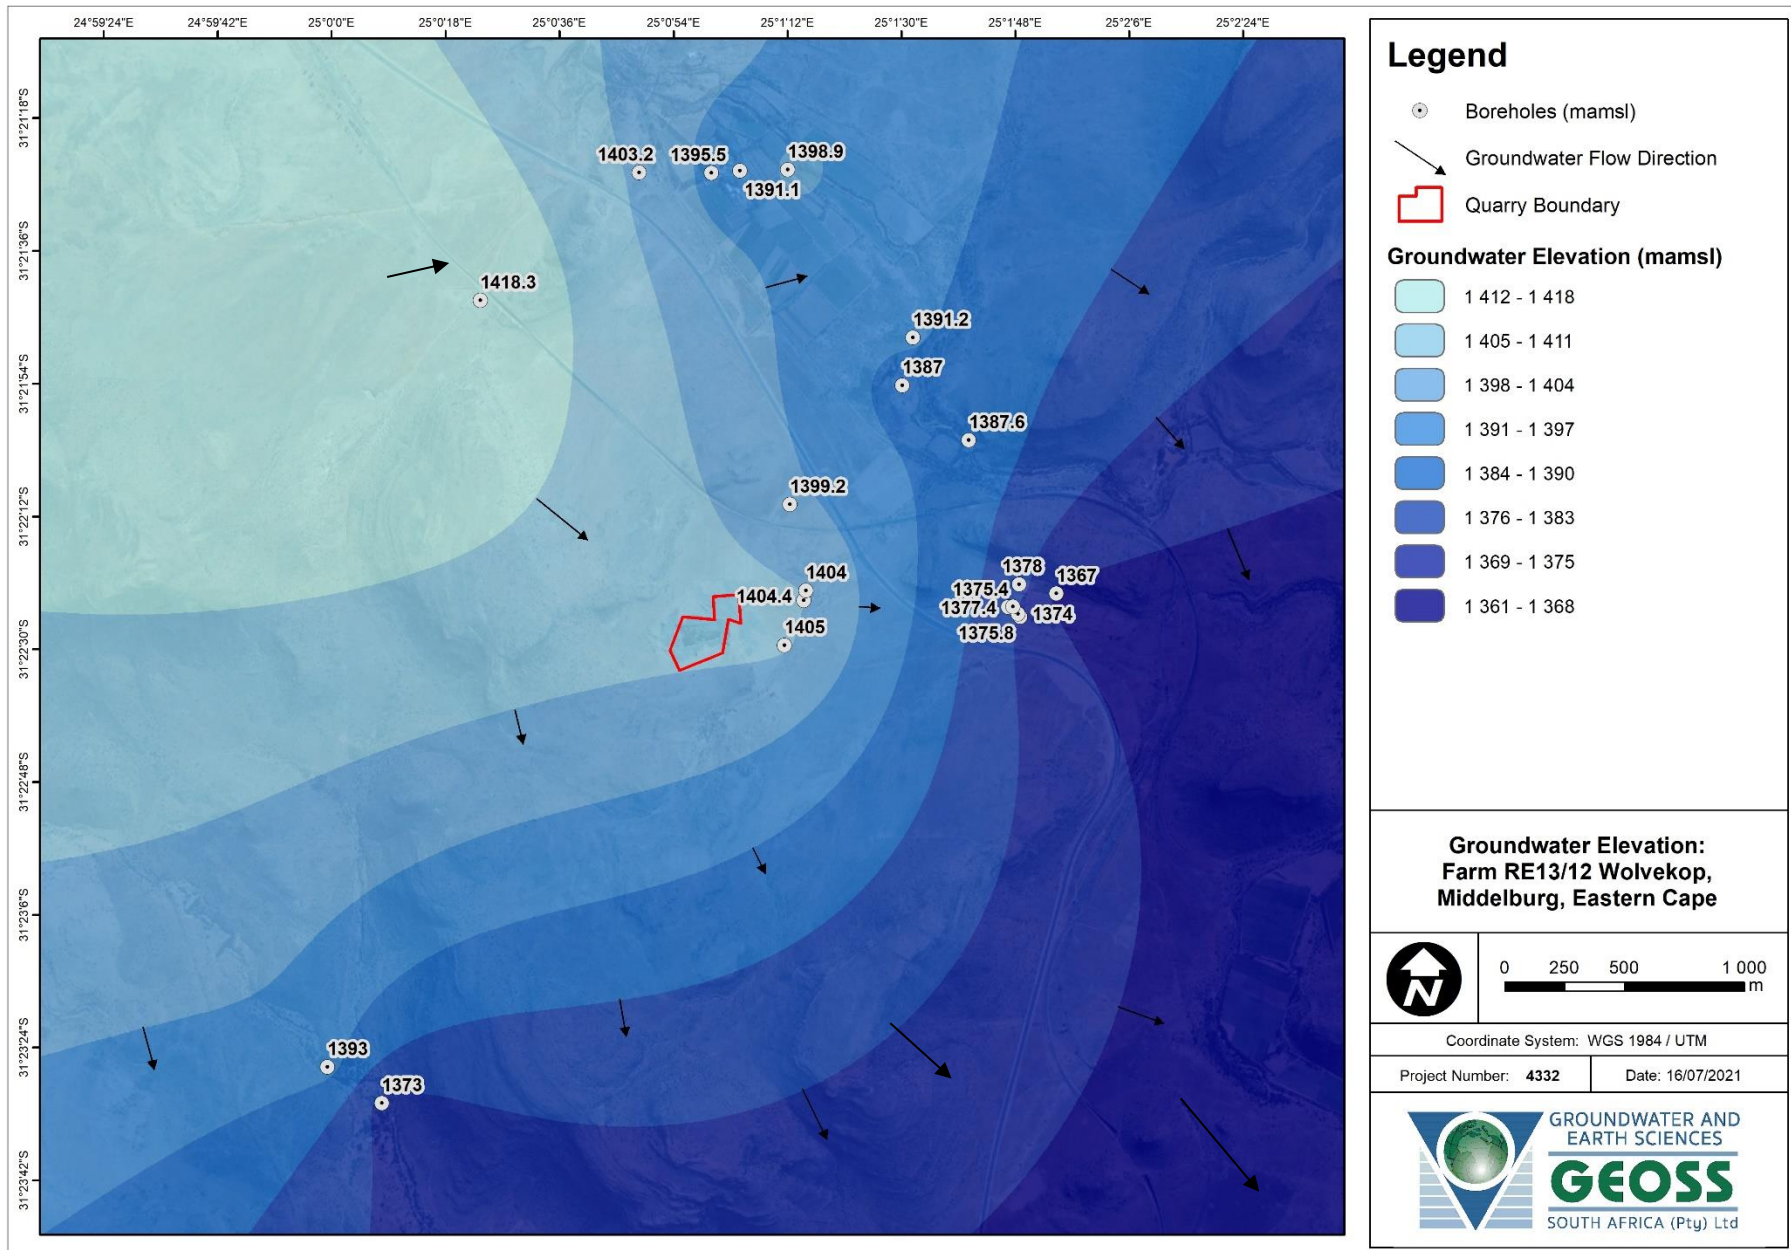 24°59'24"E 24°59'42"E 25°0'0"E 25°0'18"E 25°0'36"E 25°0'54"E 25°1'12"E 25°1'30"E 25°1'48"E 25°2'6"E 25°2'24"E
31°21'18"S
31°21'36"S
31°21'54"S
31°22'12"S
31°22'30"S
31°22'48"S
31°23'6"S
31°23'24"S
31°23'42"S
1403.2
1395.5
1398.9
1391.1
1418.3
1391.2
1387
1387.6
1399.2
1404
1404.4
1405
1378
1375.4
1367
1377.4
1374
1375.8
1393
1373
Legend
Boreholes (mamsl)
Groundwater Flow Direction
Quarry Boundary
Groundwater Elevation (mamsl)
1 412 - 1 418
1 405 - 1 411
1 398 - 1 404
1 391 - 1 397
1 384 - 1 390
1 376 - 1 383
1 369 - 1 375
1 361 - 1 368
Groundwater Elevation:
Farm RE13/12 Wolvekop,
Middelburg, Eastern Cape
N
0 250 500 1 000
m
Coordinate System: WGS 1984 / UTM
Project Number: 4332
Date: 16/07/2021
GROUNDWATER AND
EARTH SCIENCES
GEOSS
SOUTH AFRICA (Pty) Ltd